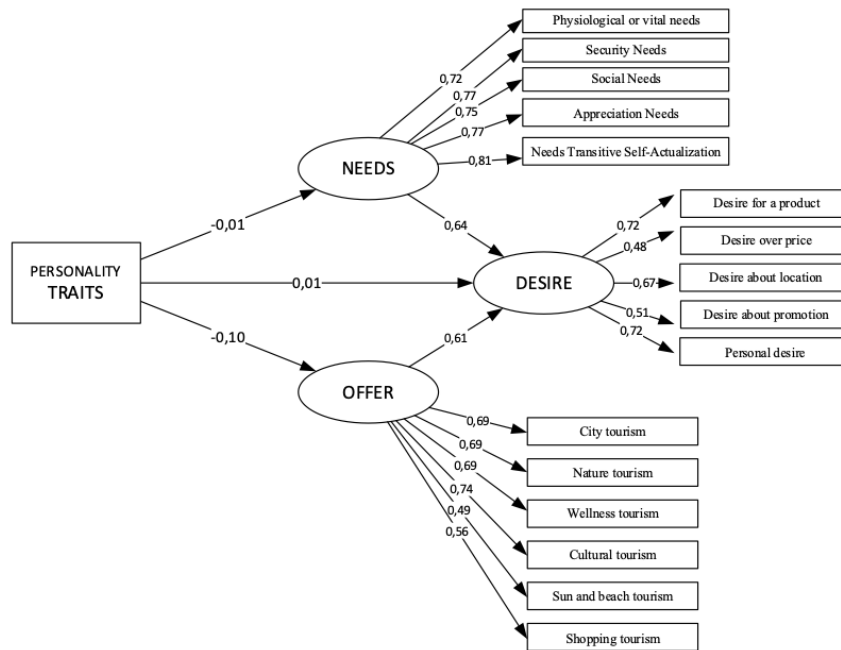 Physiological or vital needs
Security Needs
Social Needs
Appreciation Needs
Needs Transitive Self-Actualization
0,72
0,77
0,75
0,77
0,81
NEEDS
-0,01
0,64
Desire for a product
Desire over price
Desire about location
Desire about promotion
Personal desire
0,72
0,48
0,67
0,51
0,72
PERSONALITY
TRAITS
0,01
DESIRE
-0,10
0,61
OFFER
0,69
0,69
0,69
0,74
0,49
0,56
City tourism
Nature tourism
Wellness tourism
Cultural tourism
Sun and beach tourism
Shopping tourism